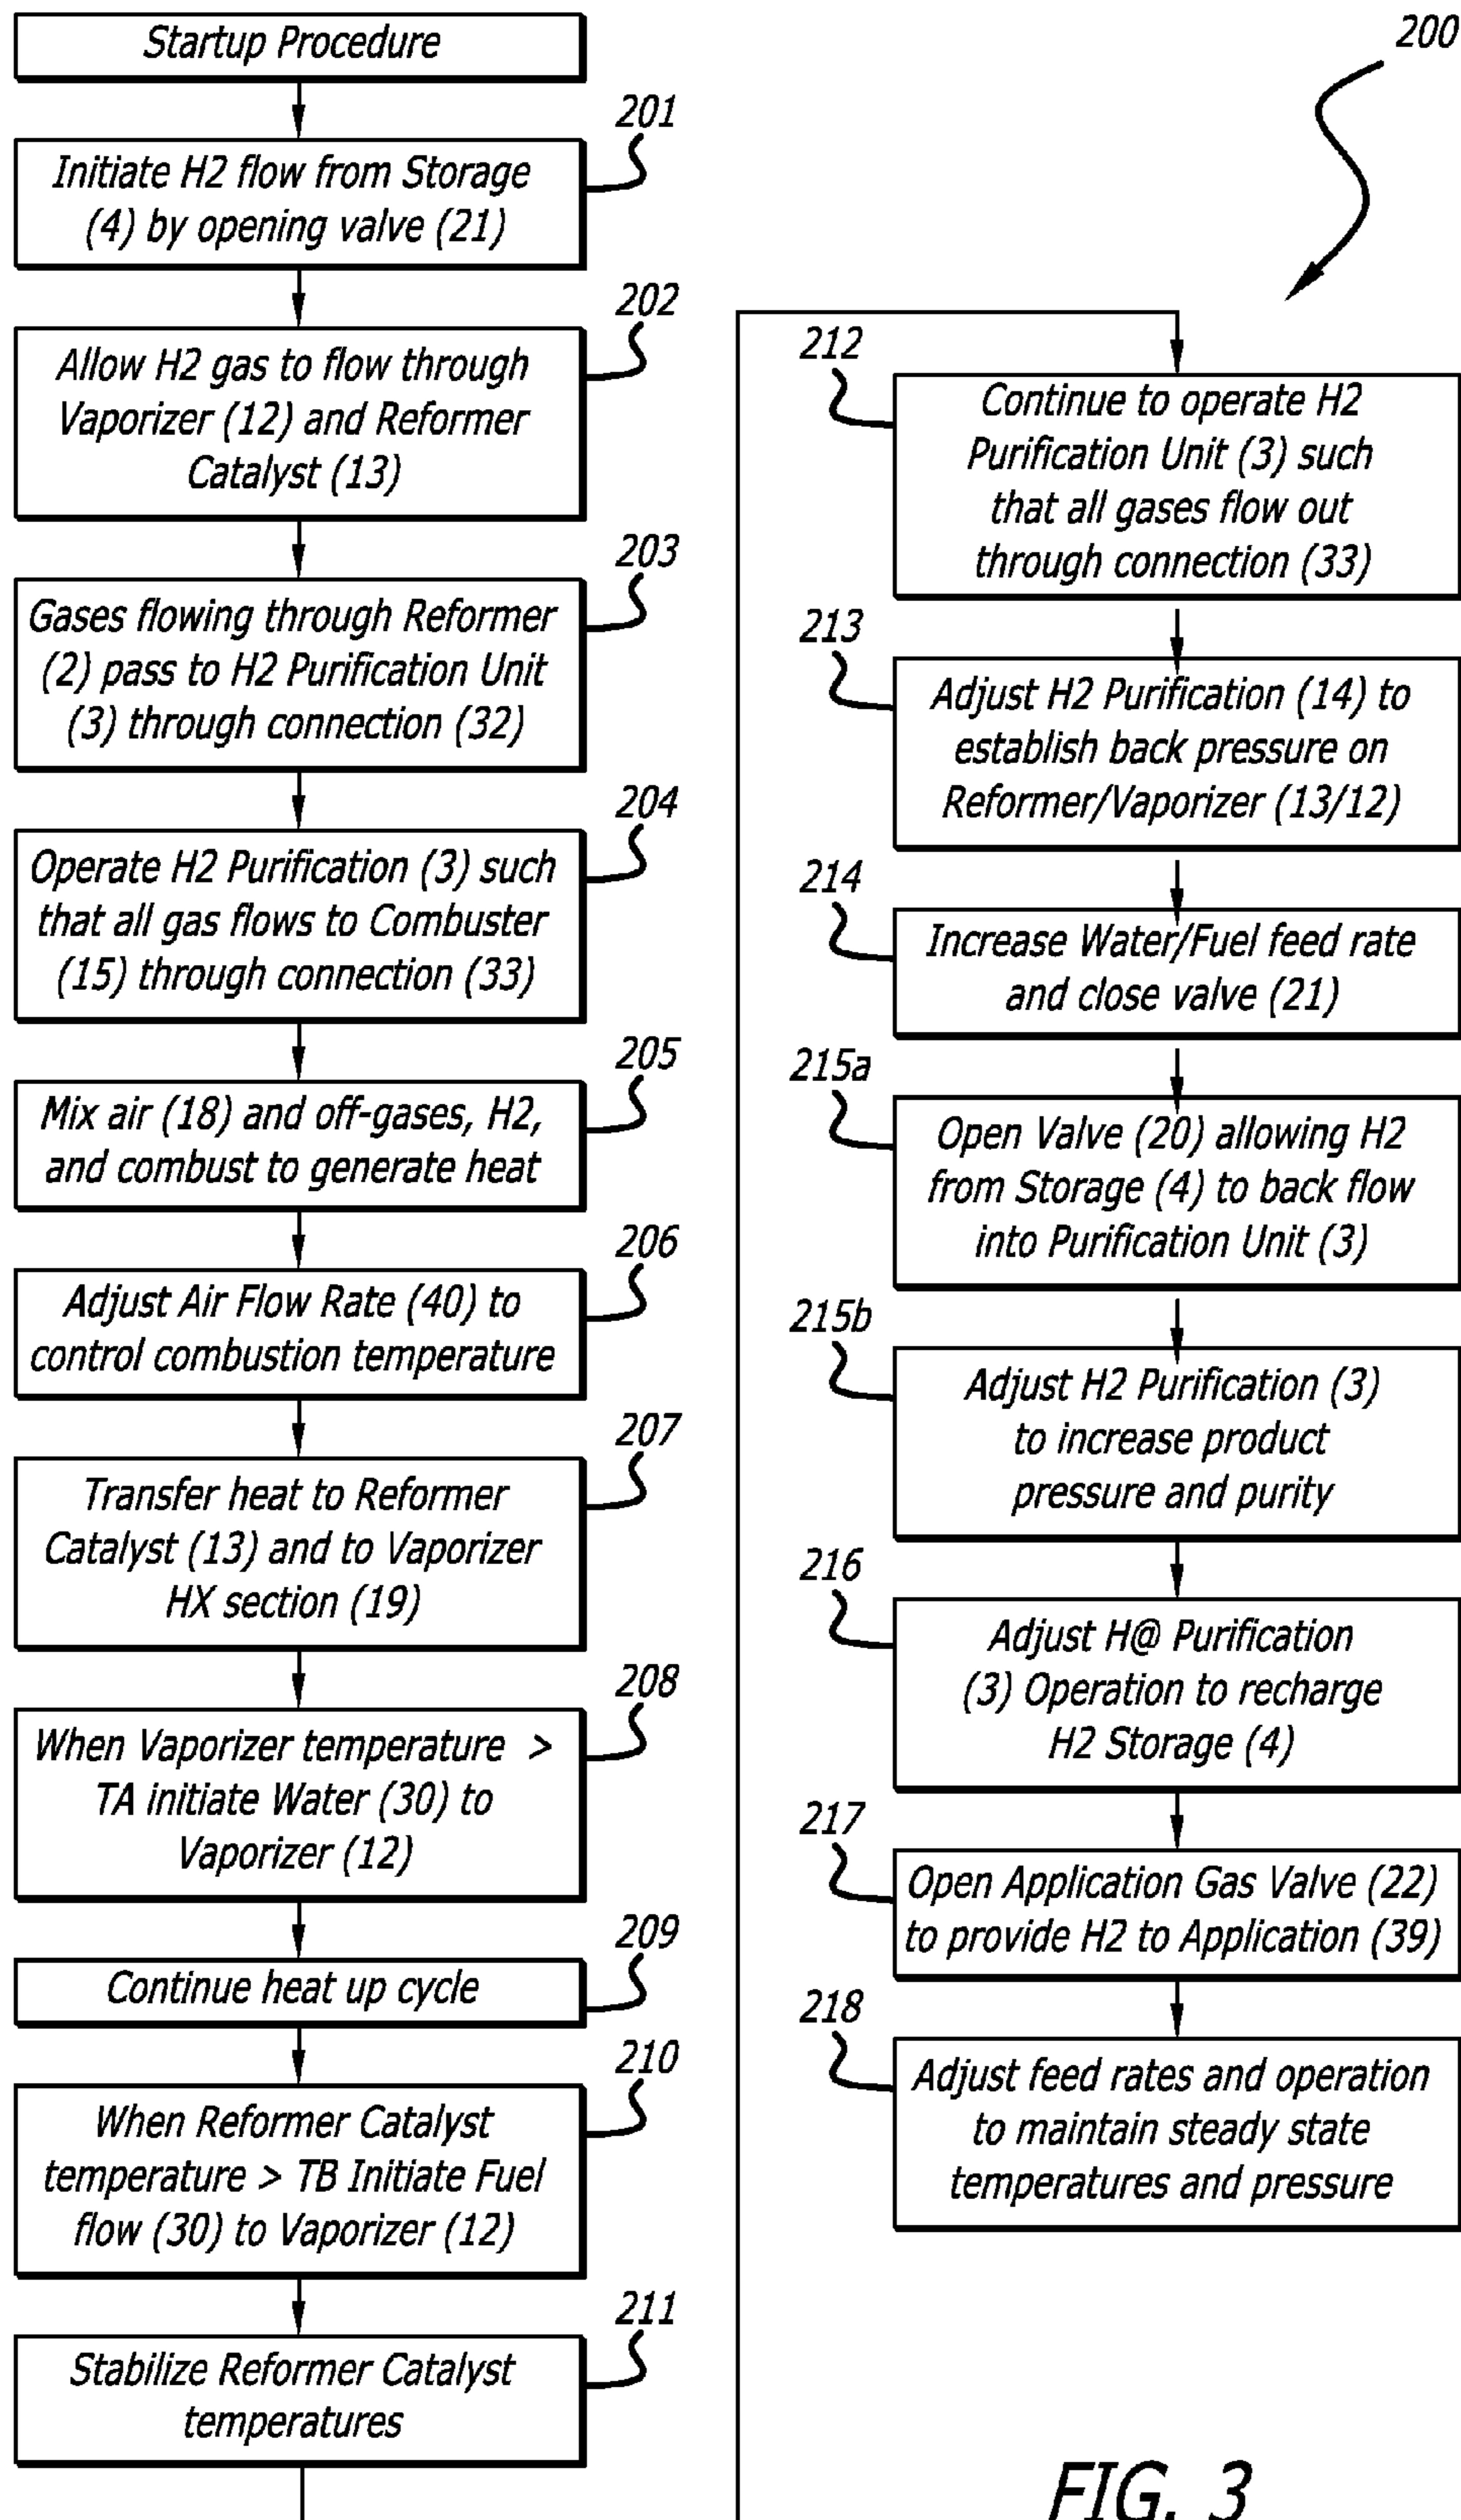 Startup Procedure
201
Initiate H2 flow from Storage
(4) by opening valve (21)
202
Allow H2 gas to flow through
Vaporizer (12) and Reformer
Catalyst (13)
203
Gases flowing through Reformer
(2) pass to H2 Purification Unit
(3) through connection (32)
204
Operate H2 Purification (3) such
that all gas flows to Combuster
(15) through connection (33)
205
Mix air (18) and off-gases, H2,
and combust to generate heat
206
Adjust Air Flow Rate (40) to
control combustion temperature
207
Transfer heat to Reformer
Catalyst (13) and to Vaporizer
HX section (19)
208
When Vaporizer temperature >
TA initiate Water (30) to
Vaporizer (12)
209
Continue heat up cycle
210
When Reformer Catalyst
temperature > TB Initiate Fuel
flow (30) to Vaporizer (12)
211
Stabilize Reformer Catalyst
temperatures
200
212
Continue to operate H2
Purification Unit (3) such
that all gases flow out
through connection (33)
213
Adjust H2 Purification (14) to
establish back pressure on
Reformer/Vaporizer (13/12)
214
Increase Water/Fuel feed rate
and close valve (21)
215a
Open Valve (20) allowing H2
from Storage (4) to back flow
into Purification Unit (3)
215b
Adjust H2 Purification (3)
to increase product
pressure and purity
216
Adjust H@ Purification
(3) Operation to recharge
H2 Storage (4)
217
Open Application Gas Valve (22)
to provide H2 to Application (39)
218
Adjust feed rates and operation
to maintain steady state
temperatures and pressure
FIG. 3